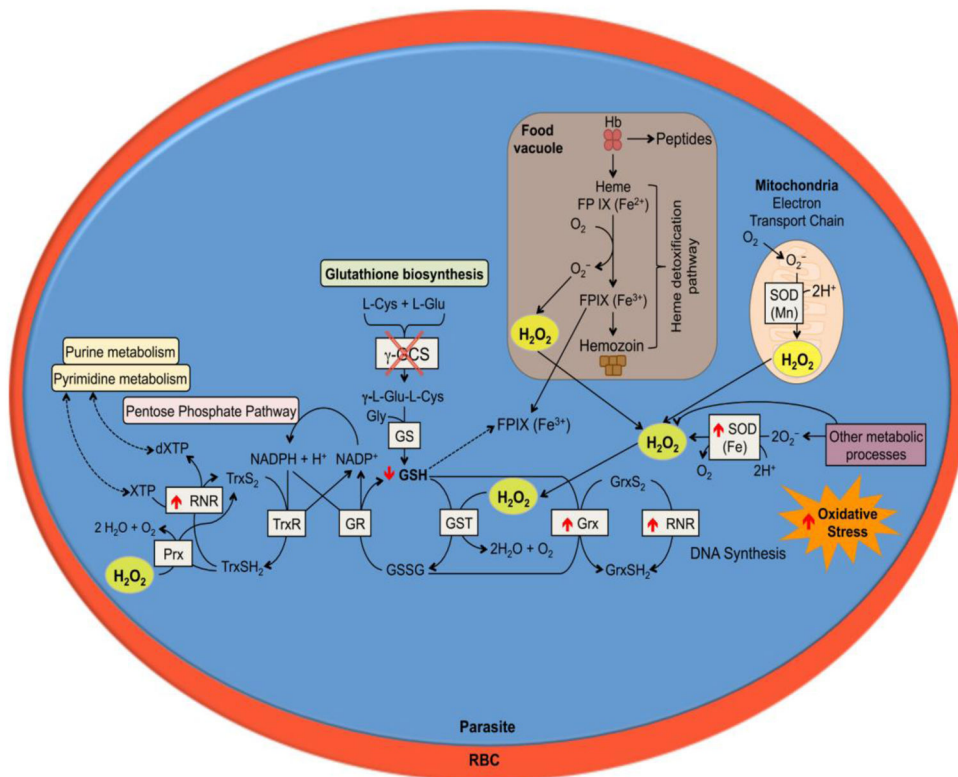 Food
vacuole
Hb
Peptides
Heme
FP IX (Fe²⁺)
O₂
O₂⁻
FPIX (Fe³⁺)
Hemozoin
H₂O₂
Heme detoxification
pathway
Mitochondria
Electron
Transport Chain
O₂
O₂⁻
SOD
(Mn)
2H⁺
H₂O₂
Glutathione biosynthesis
L-Cys + L-Glu
γ-GCS
γ-L-Glu-L-Cys
Gly
GS
GSH
FPIX (Fe³⁺)
Purine metabolism
Pyrimidine metabolism
Pentose Phosphate Pathway
dXTP
XTP
RNR
TrxS₂
2 H₂O + O₂
Prx
H₂O₂
TrxSH₂
NADPH + H⁺
NADP⁺
TrxR
GR
GSSG
GST
H₂O₂
2H₂O + O₂
Grx
GrxS₂
GrxSH₂
RNR
DNA Synthesis
H₂O₂
SOD
(Fe)
2O₂⁻
O₂
2H⁺
Other metabolic
processes
Oxidative
Stress
Parasite
RBC